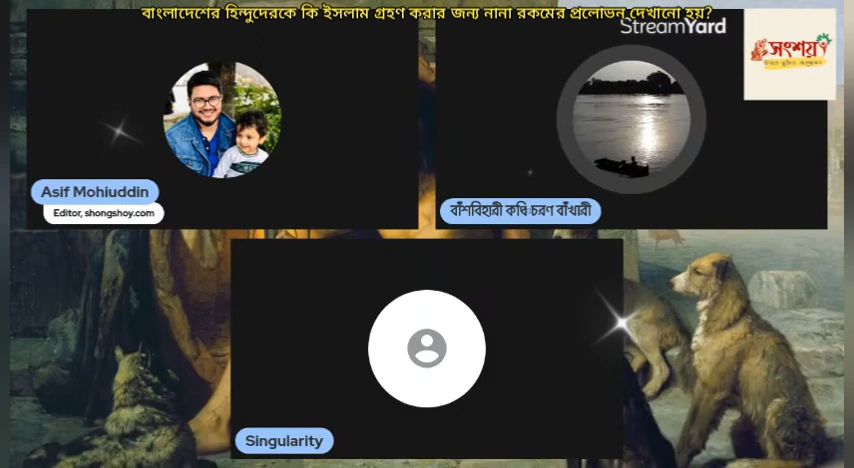 বাংলাদেশের হিন্দুদেরকে কি ইসলাম গ্রহণ করার জন্য নানা রকমের প্রলোভন দেখানো হয়?
StreamYard
সংশয়
Asif Mohiuddin
Editor, shongshoy.com
বাঁশবিহারী কঞ্চি চরণ বাঁখারী
Singularity